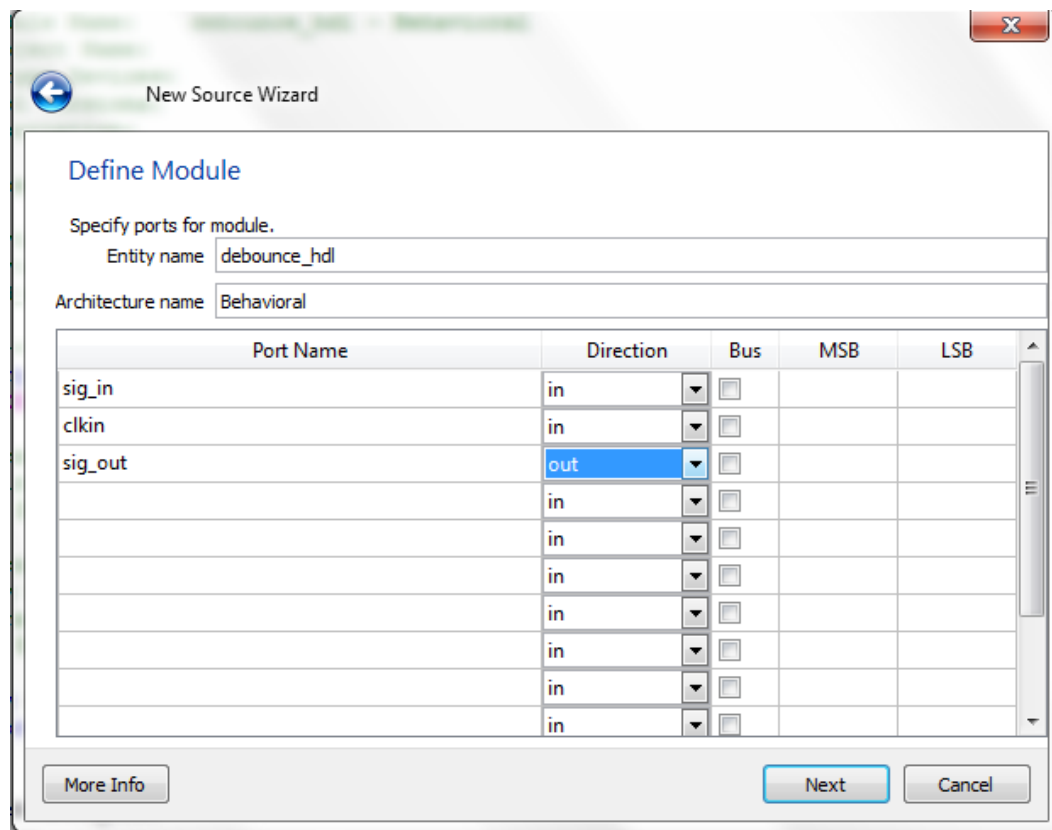 New Source Wizard
Define Module
Specify ports for module.
Entity name debounce_hdl
Architecture name Behavioral
Port Name Direction Bus MSB LSB
sig_in in
clkin in
sig_out out
in
in
in
in
in
in
in
More Info Next Cancel